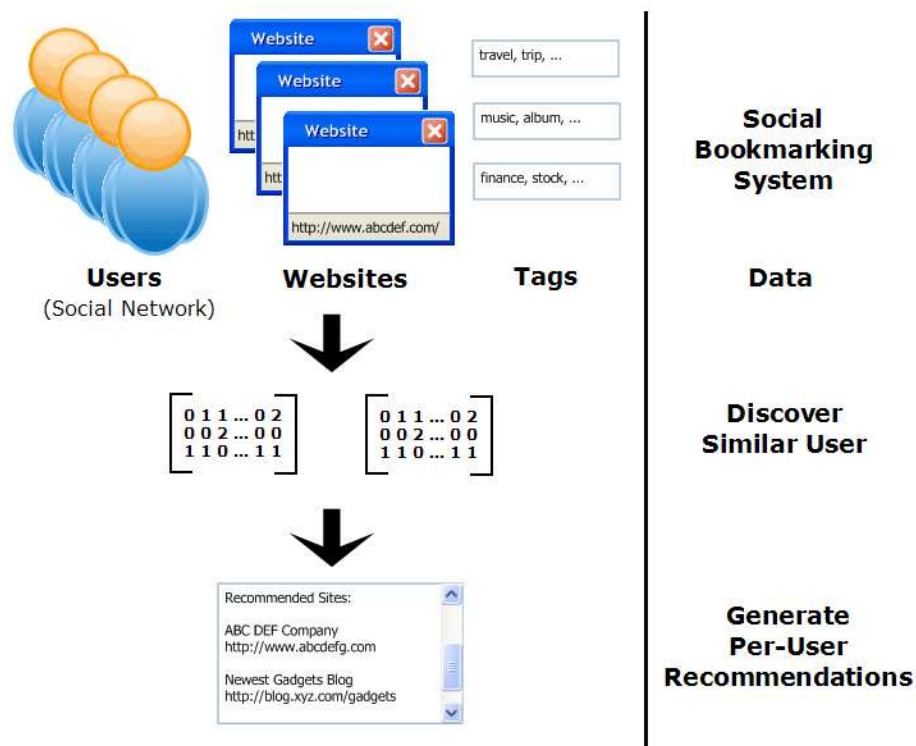 Website
Website
Website
htt
htt
http://www.abcdef.com/
travel, trip, ...
music, album, ...
finance, stock, ...
Social
Bookmarking
System
Users
(Social Network)
Websites
Tags
Data
0 1 1 ... 0 2
0 0 2 ... 0 0
1 1 0 ... 1 1
0 1 1 ... 0 2
0 0 2 ... 0 0
1 1 0 ... 1 1
Discover
Similar User
Recommended Sites:
ABC DEF Company
http://www.abcdefg.com
Newest Gadgets Blog
http://blog.xyz.com/gadgets
Generate
Per-User
Recommendations